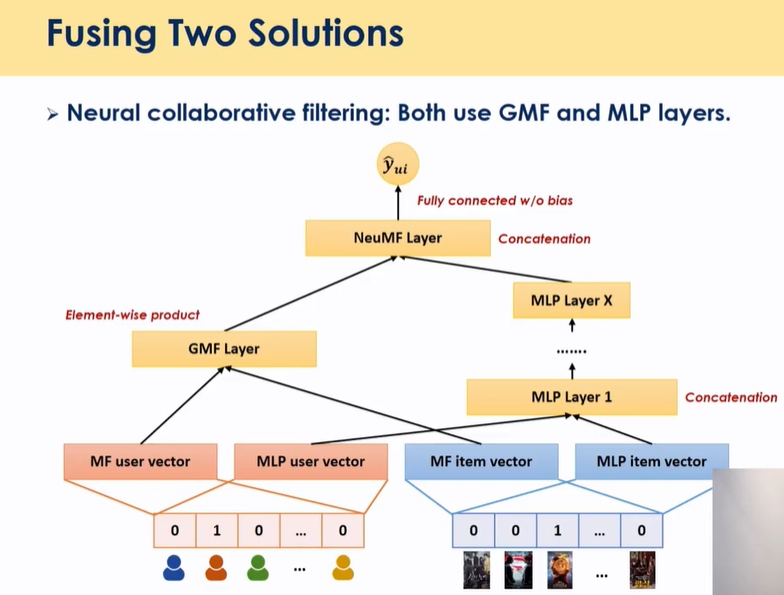 Fusing Two Solutions
➢ Neural collaborative filtering: Both use GMF and MLP layers.
ŷui
Fully connected w/o bias
NeuMF Layer
Concatenation
MLP Layer X
Element-wise product
GMF Layer
.......
MLP Layer 1
Concatenation
MF user vector
MLP user vector
MF item vector
MLP item vector
0 1 0 ... 0
0 0 1 ... 0
...
...